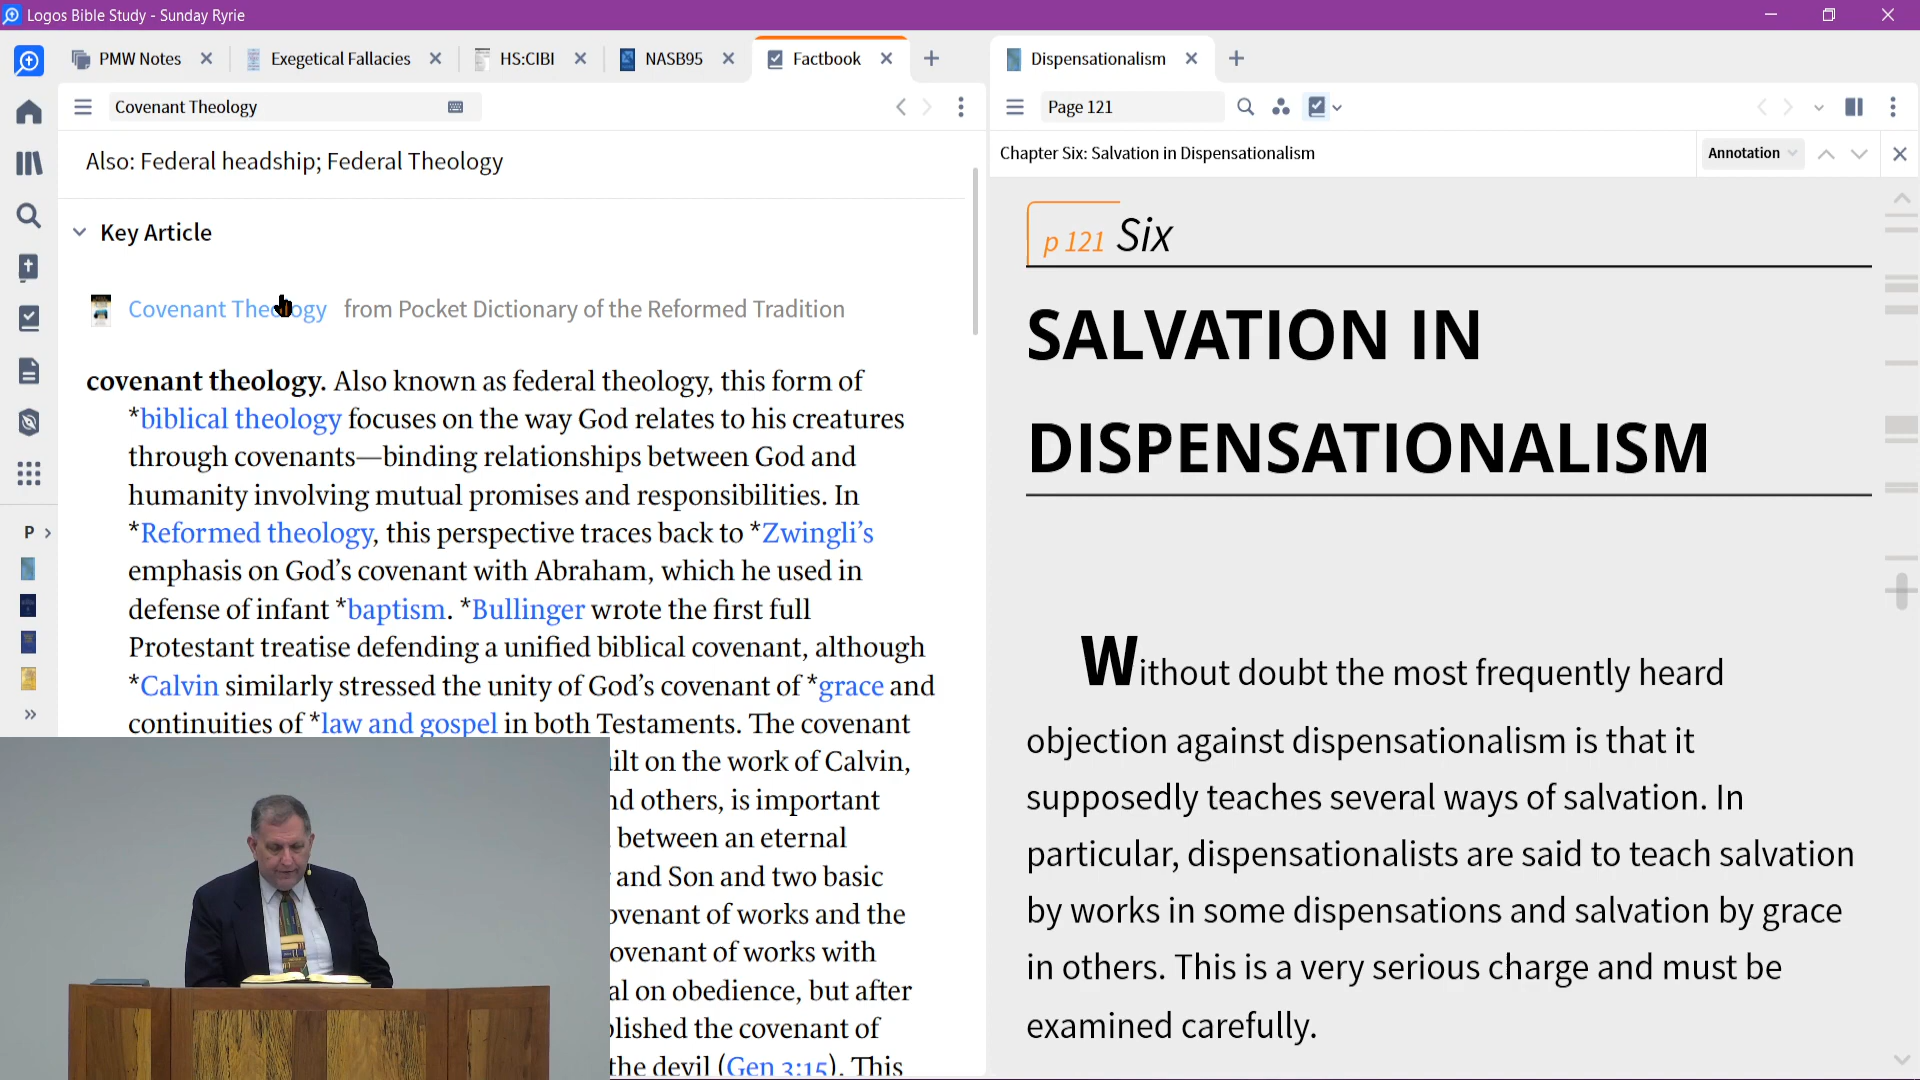 Logos Bible Study - Sunday Ryrie
PMW Notes
Exegetical Fallacies
HS:CIBI
NASB95
Factbook
Dispensationalism
Covenant Theology
Page 121
Also: Federal headship; Federal Theology
Chapter Six: Salvation in Dispensationalism
Annotation
Key Article
Covenant Theology from Pocket Dictionary of the Reformed Tradition
covenant theology. Also known as federal theology, this form of
*biblical theology focuses on the way God relates to his creatures
through covenants—binding relationships between God and
humanity involving mutual promises and responsibilities. In
*Reformed theology, this perspective traces back to *Zwingli's
emphasis on God's covenant with Abraham, which he used in
defense of infant *baptism. *Bullinger wrote the first full
Protestant treatise defending a unified biblical covenant, although
*Calvin similarly stressed the unity of God's covenant of *grace and
continuities of *law and gospel in both Testaments. The covenant
on the work of Calvin,
others, is important
between an eternal
and Son and two basic
of works and the
of works with
on obedience, but after
the covenant of
the devil (Gen 3:15). This
P
p 121 Six
SALVATION IN
DISPENSATIONALISM
Without doubt the most frequently heard
objection against dispensationalism is that it
supposedly teaches several ways of salvation. In
particular, dispensationalists are said to teach salvation
by works in some dispensations and salvation by grace
in others. This is a very serious charge and must be
examined carefully.